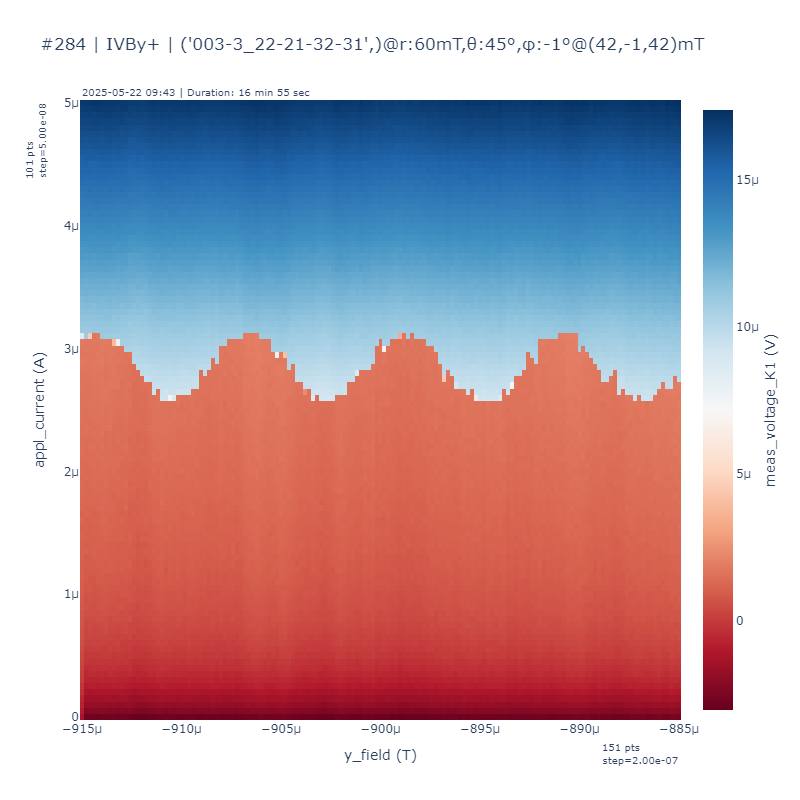 #284 | IVBy+ | ('003-3_22-21-32-31',)@r:60mT,θ:45°,φ:-1°@(42,-1,42)mT
2025-05-22 09:43 | Duration: 16 min 55 sec
101 pts
step=5.00e-08
5μ
4μ
3μ
2μ
1μ
0
appl_current (A)
−915μ
−910μ
−905μ
−900μ
−895μ
−890μ
−885μ
y_field (T)
151 pts
step=2.00e-07
15μ
10μ
5μ
0
meas_voltage_K1 (V)